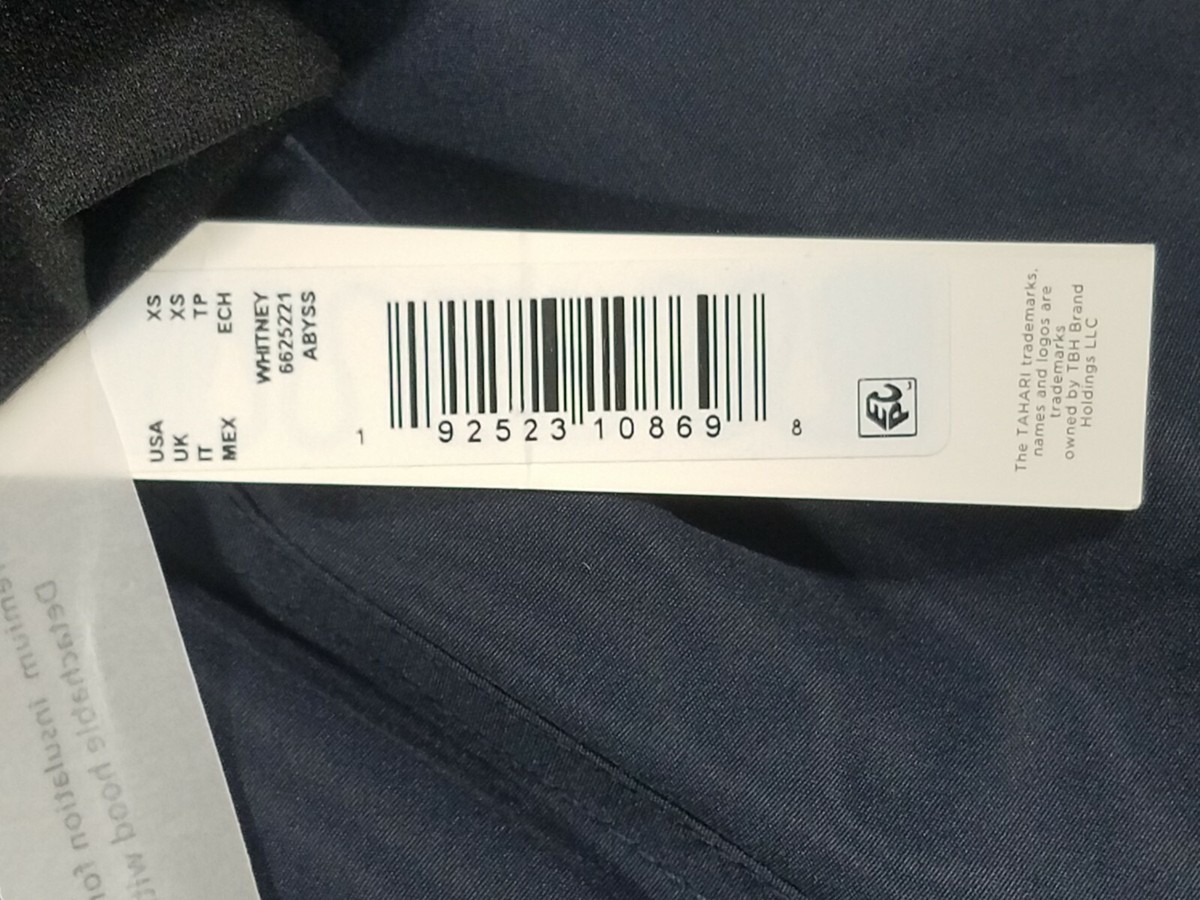 USA XS
UK XS
IT TP
MEX ECH
WHITNEY
6625221
ABYSS
1 92523 10869 8
EPC
The TAHARI trademarks,
names and logos are
trademarks
owned by TBH Brand
Holdings LLC
insulation for
Detachable hood